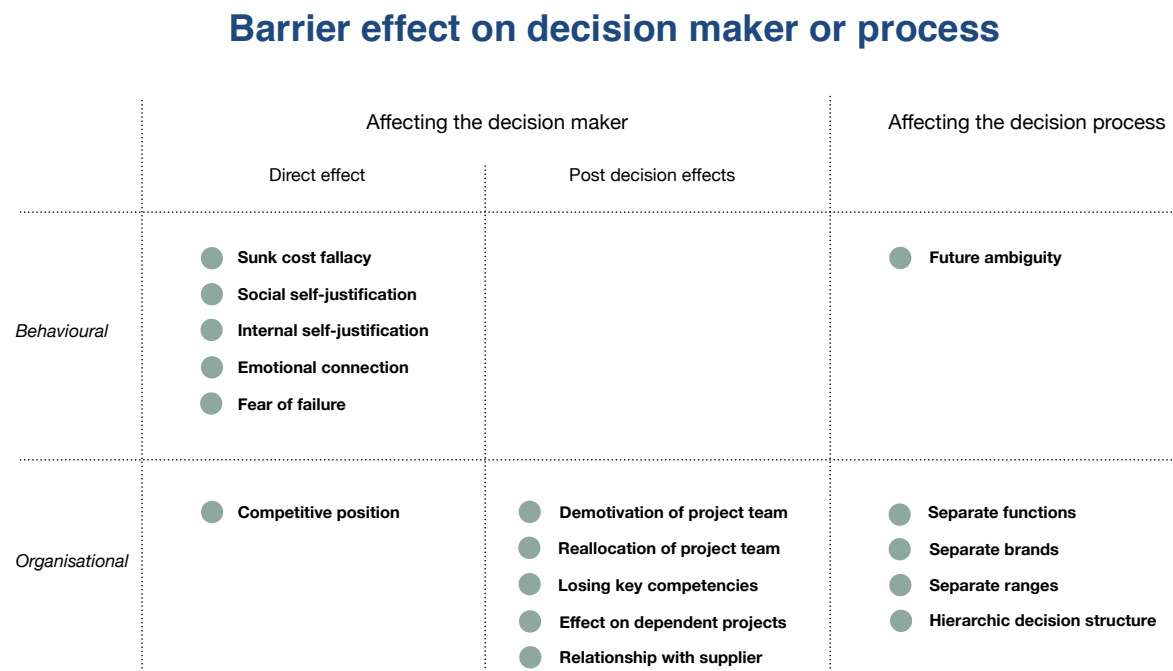 Barrier effect on decision maker or process
Affecting the decision maker
Affecting the decision process
Direct effect
Post decision effects
Behavioural
Sunk cost fallacy
Social self-justification
Internal self-justification
Emotional connection
Fear of failure
Future ambiguity
Organisational
Competitive position
Demotivation of project team
Reallocation of project team
Losing key competencies
Effect on dependent projects
Relationship with supplier
Separate functions
Separate brands
Separate ranges
Hierarchic decision structure